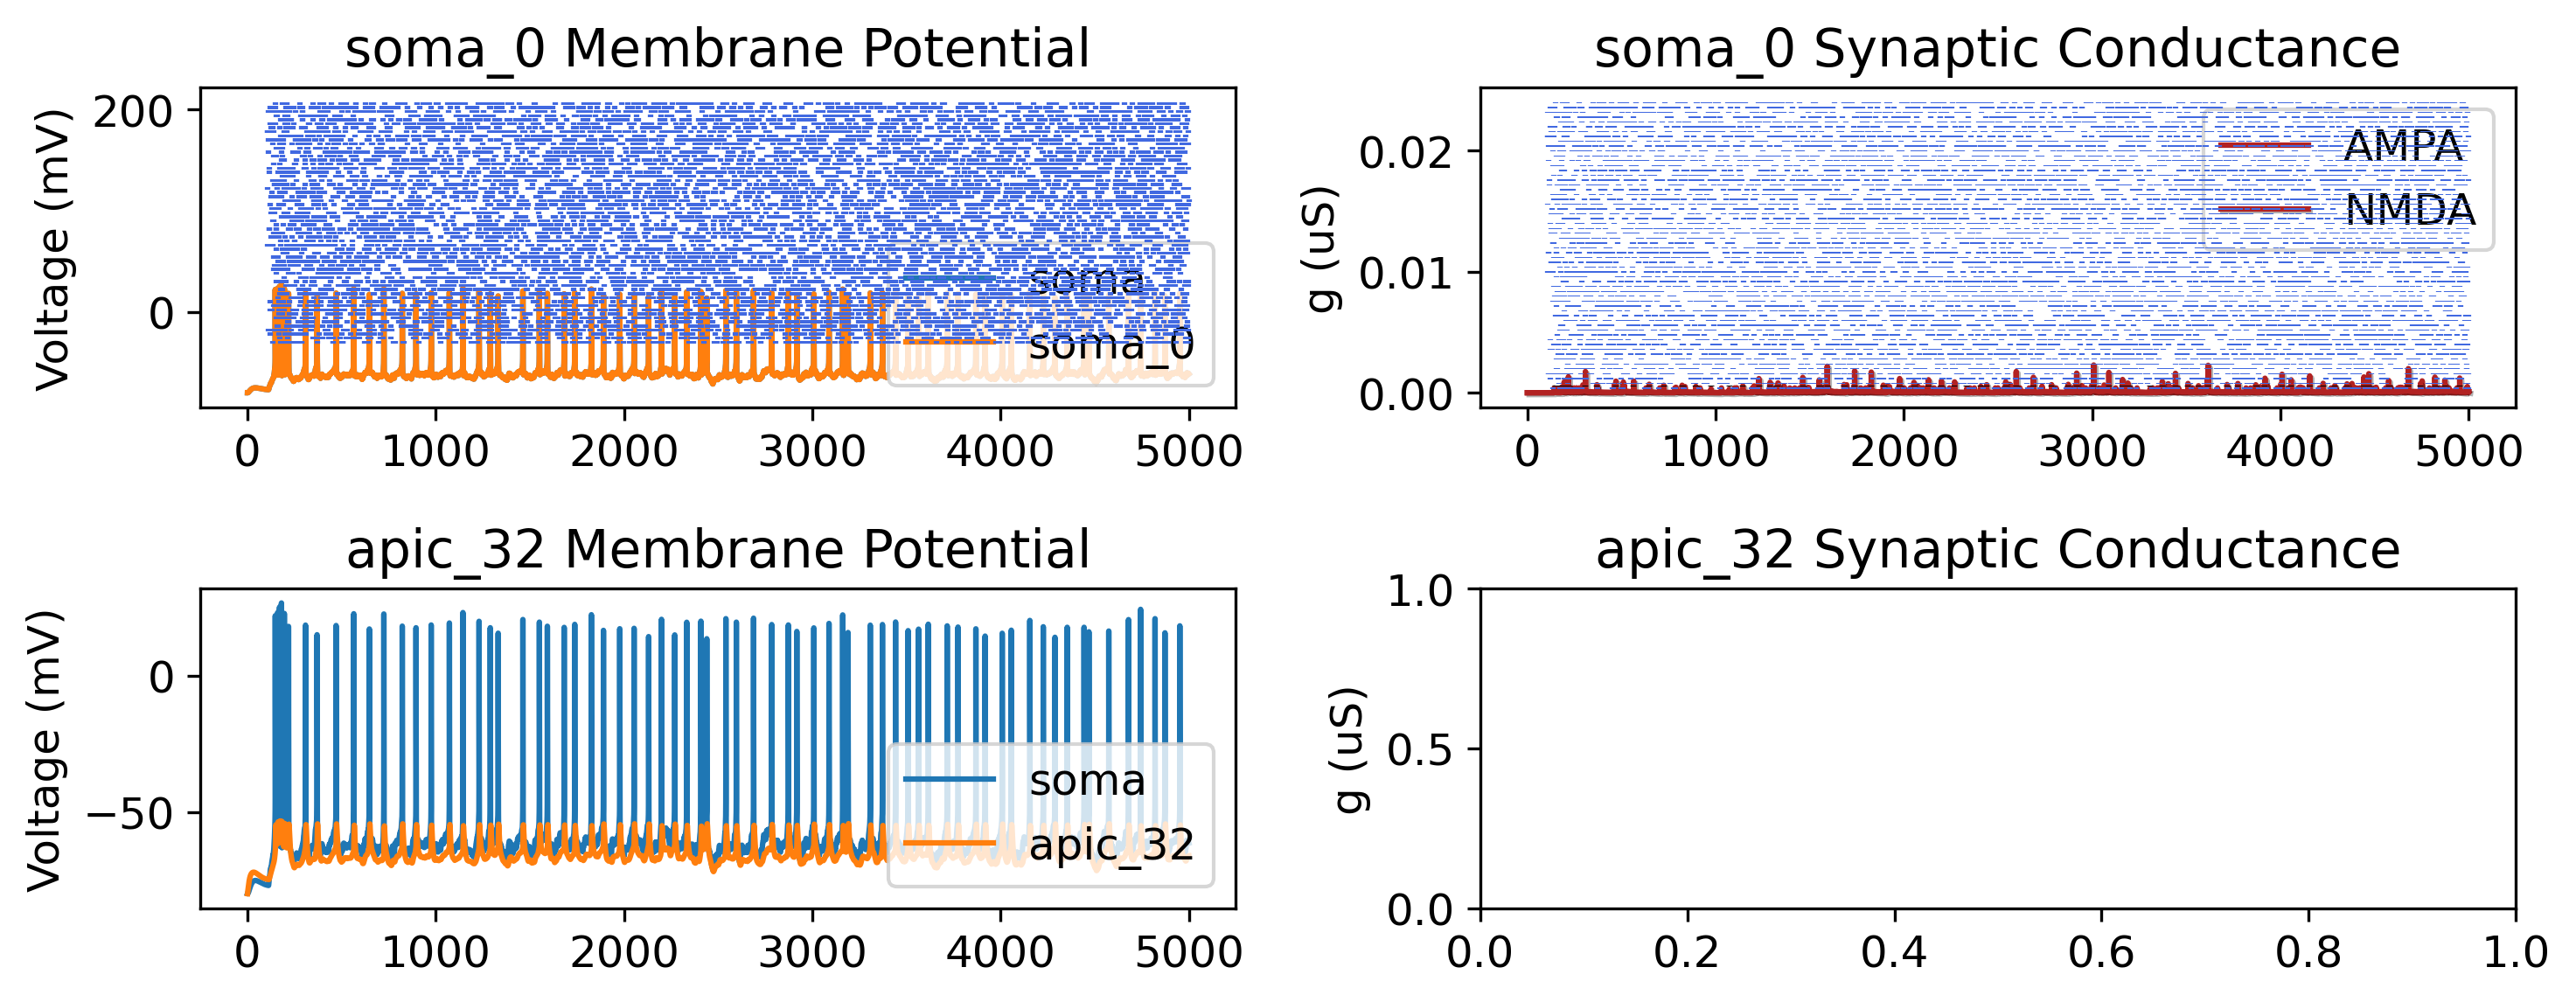 soma_0 Membrane Potential
Voltage (mV)
200
0
soma
soma_0
0 1000 2000 3000 4000 5000
soma_0 Synaptic Conductance
g (uS)
0.02
0.01
0.00
AMPA
NMDA
0 1000 2000 3000 4000 5000
apic_32 Membrane Potential
Voltage (mV)
0
−50
soma
apic_32
0 1000 2000 3000 4000 5000
apic_32 Synaptic Conductance
g (uS)
1.0
0.5
0.0
0.0 0.2 0.4 0.6 0.8 1.0